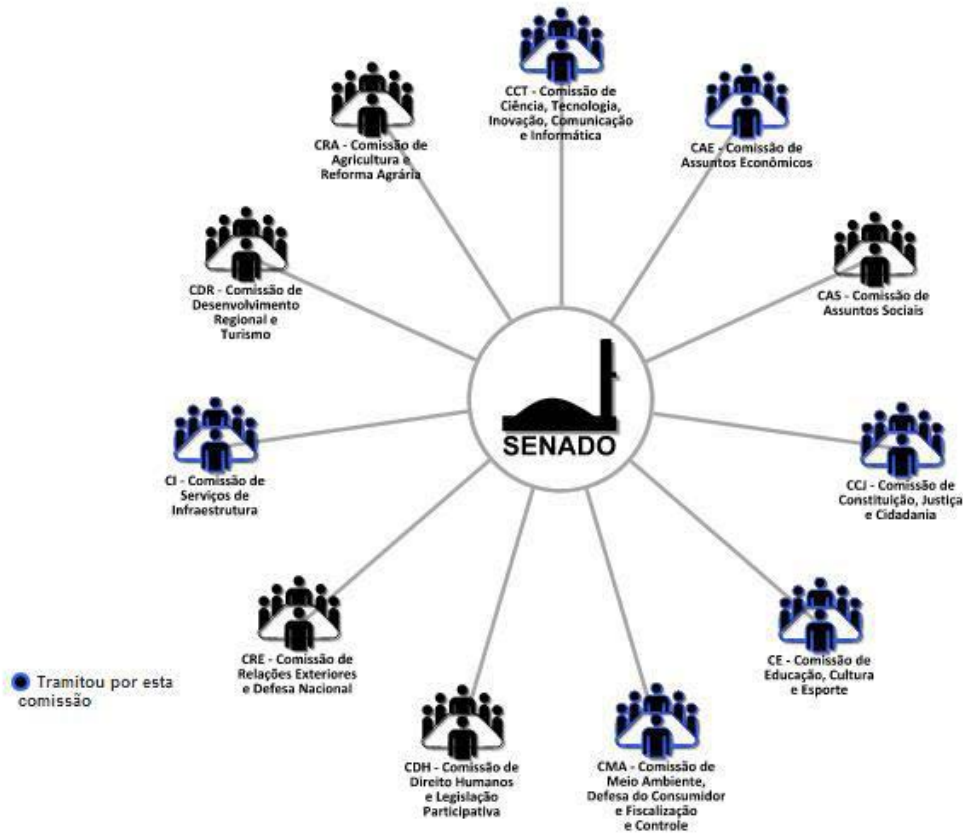 CCT - Comissão de
Ciência, Tecnologia,
Inovação, Comunicação
e Informática
CAE - Comissão de
Assuntos Econômicos
CAS - Comissão de
Assuntos Sociais
CCJ - Comissão de
Constituição, Justiça
e Cidadania
CE - Comissão de
Educação, Cultura
e Esporte
CMA - Comissão de
Meio Ambiente,
Defesa do Consumidor
e Fiscalização
e Controle
CDH - Comissão de
Direito Humanos
e Legislação
Participativa
CRE - Comissão de
Relações Exteriores
e Defesa Nacional
CI - Comissão de
Serviços de
Infraestrutura
CDR - Comissão de
Desenvolvimento
Regional e
Turismo
CRA - Comissão de
Agricultura e
Reforma Agrária
SENADO
Tramitou por esta
comissão